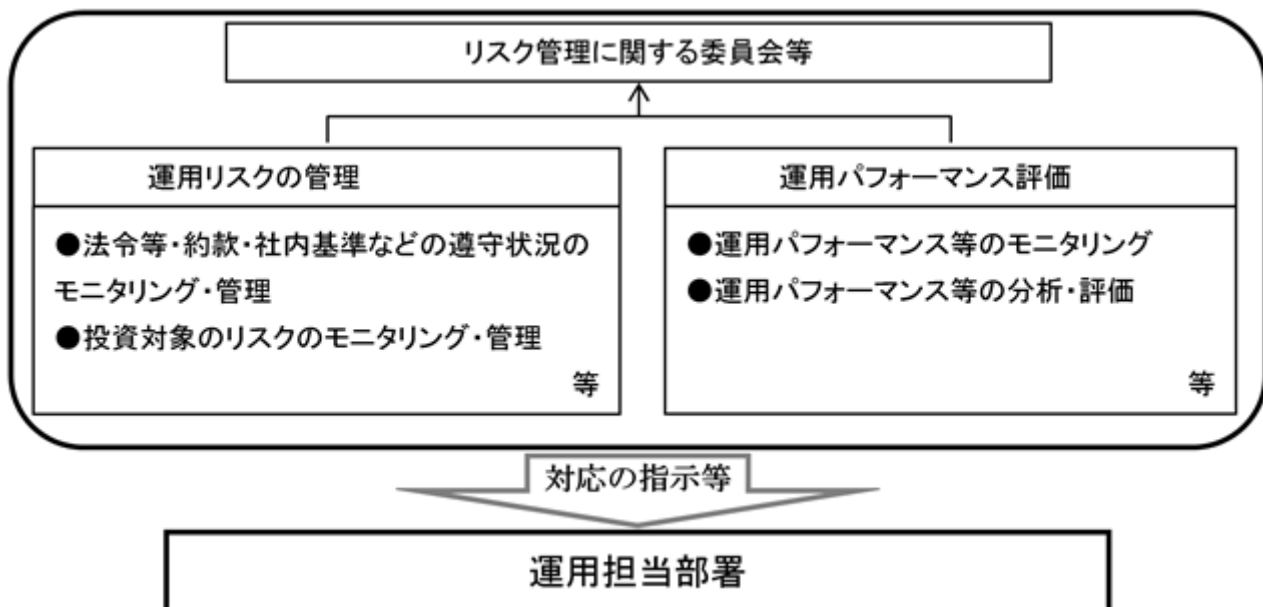 リスク管理に関する委員会等
運用リスクの管理
●法令等・約款・社内基準などの遵守状況の
モニタリング・管理
●投資対象のリスクのモニタリング・管理
等
運用パフォーマンス評価
●運用パフォーマンス等のモニタリング
●運用パフォーマンス等の分析・評価
等
対応の指示等
運用担当部署